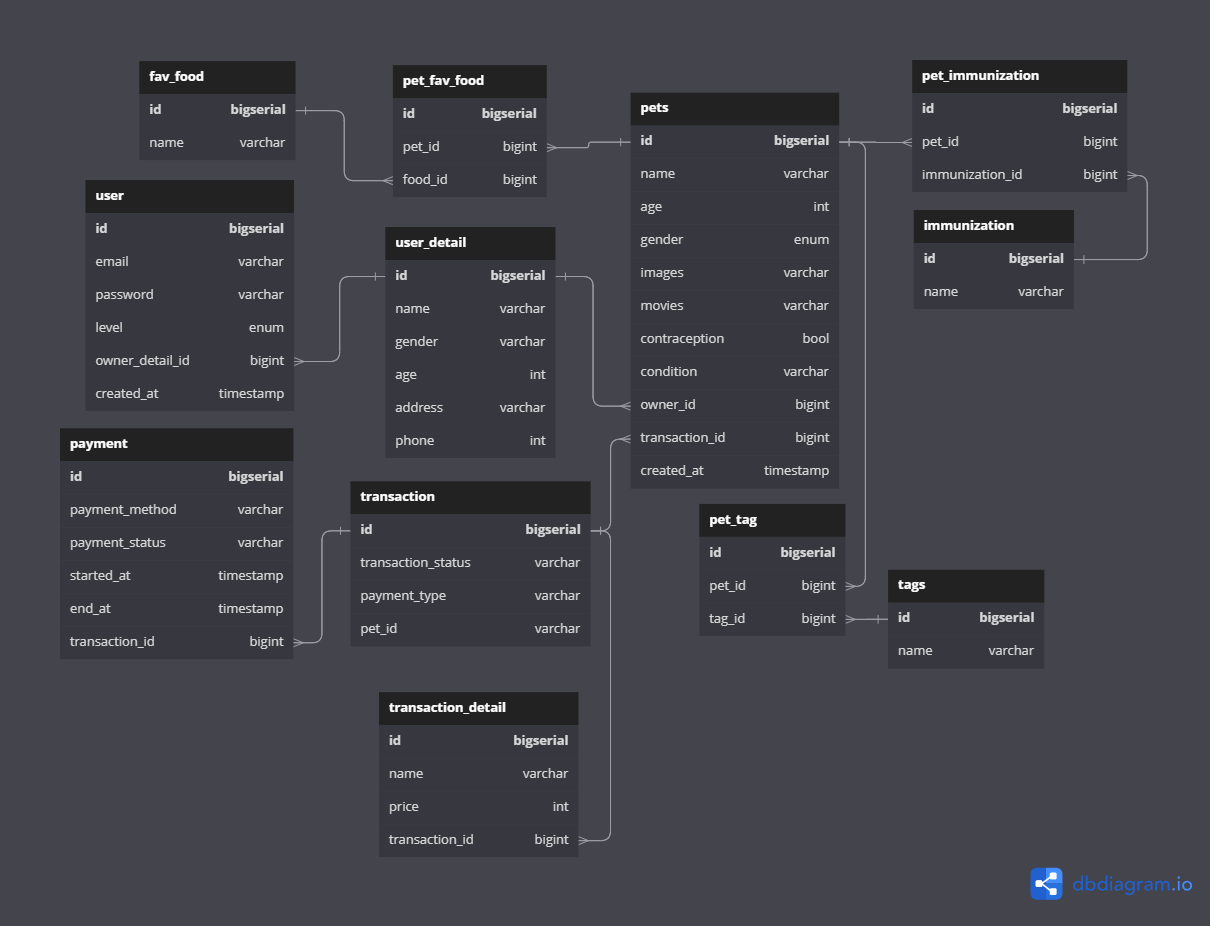 fav_food
id bigserial
name varchar
pet_fav_food
id bigserial
pet_id bigint
food_id bigint
pets
id bigserial
name varchar
age int
gender enum
images varchar
movies varchar
contraception bool
condition varchar
owner_id bigint
transaction_id bigint
created_at timestamp
pet_immunization
id bigserial
pet_id bigint
immunization_id bigint
immunization
id bigserial
name varchar
user
id bigserial
email varchar
password varchar
level enum
owner_detail_id bigint
created_at timestamp
user_detail
id bigserial
name varchar
gender varchar
age int
address varchar
phone int
payment
id bigserial
payment_method varchar
payment_status varchar
started_at timestamp
end_at timestamp
transaction_id bigint
transaction
id bigserial
transaction_status varchar
payment_type varchar
pet_id varchar
pet_tag
id bigserial
pet_id bigint
tag_id bigint
tags
id bigserial
name varchar
transaction_detail
id bigserial
name varchar
price int
transaction_id bigint
dbdiagram.io